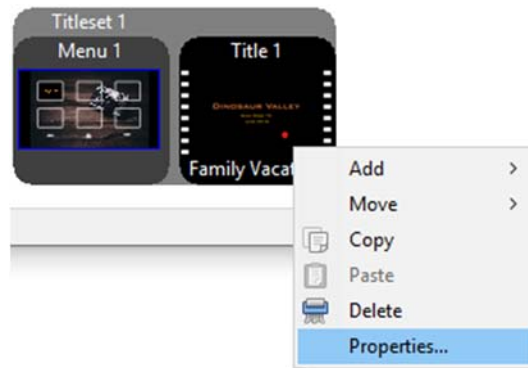 Titleset 1
Menu 1
Title 1
DINOSAUR VALLEY
Family Vacat
Add
Move
Copy
Paste
Delete
Properties...